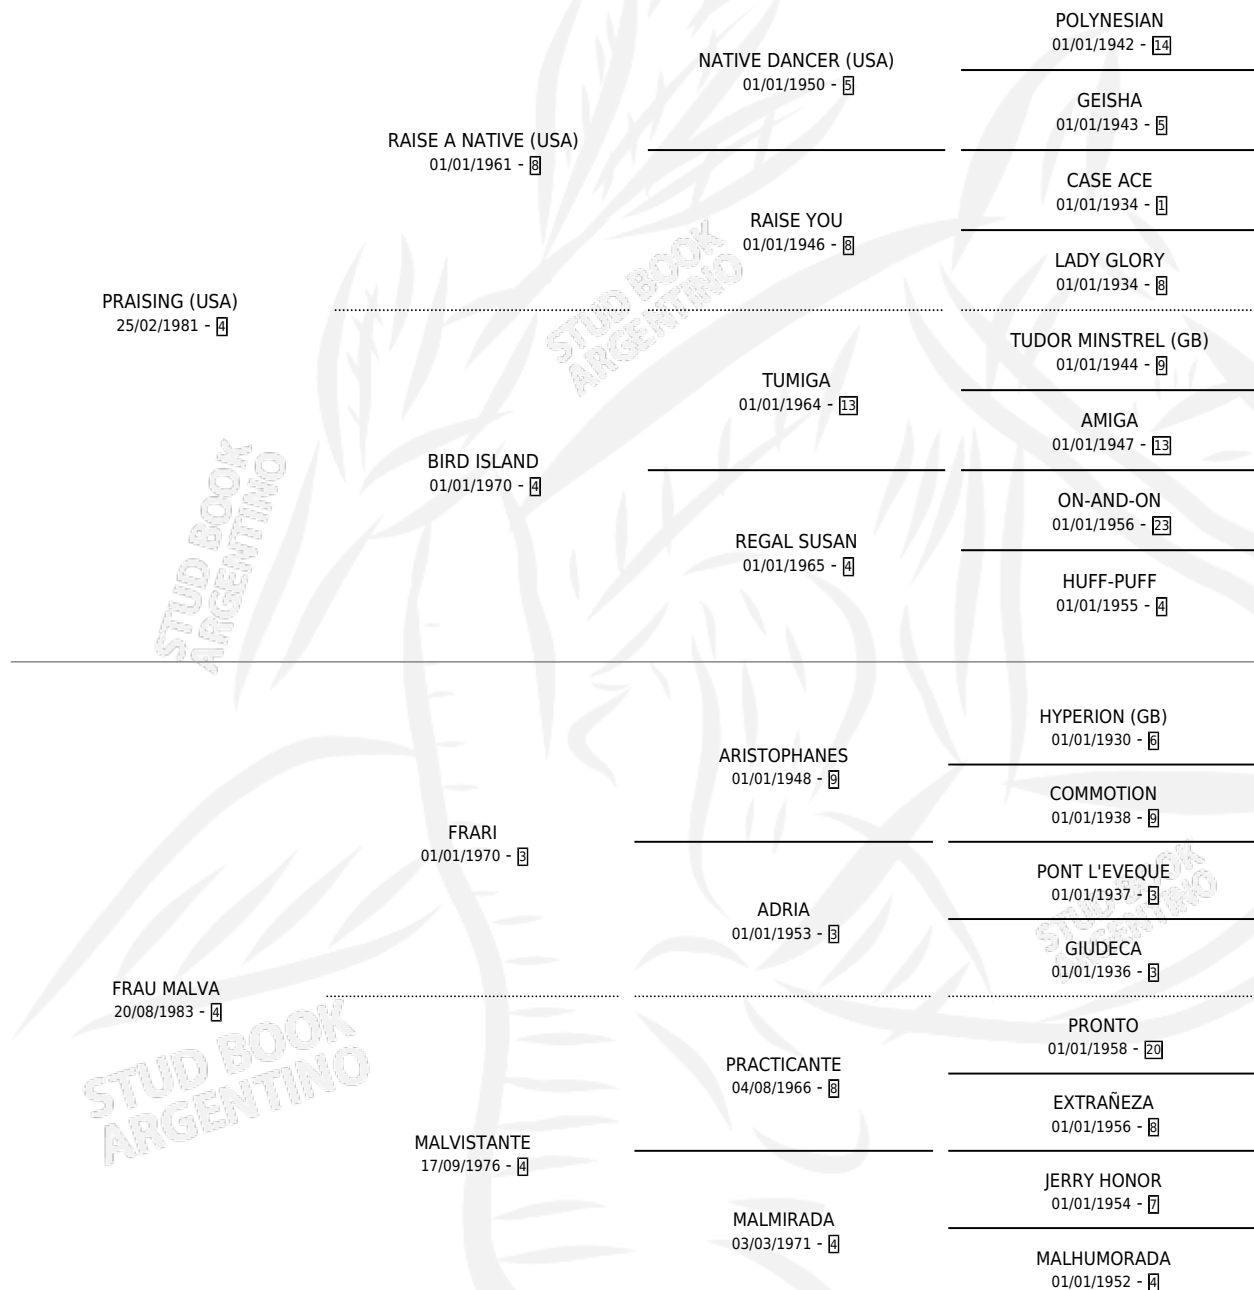 POLYNESIAN
01/01/1942 - 14
NATIVE DANCER (USA)
01/01/1950 - 5
GEISHA
01/01/1943 - 5
RAISE A NATIVE (USA)
01/01/1961 - 8
CASE ACE
01/01/1934 - 1
RAISE YOU
01/01/1946 - 8
LADY GLORY
01/01/1934 - 8
PRAISING (USA)
25/02/1981 - 4
TUDOR MINSTREL (GB)
01/01/1944 - 9
TUMIGA
01/01/1964 - 13
AMIGA
01/01/1947 - 13
BIRD ISLAND
01/01/1970 - 4
ON-AND-ON
01/01/1956 - 23
REGAL SUSAN
01/01/1965 - 4
HUFF-PUFF
01/01/1955 - 4
HYPERION (GB)
01/01/1930 - 6
ARISTOPHANES
01/01/1948 - 9
COMMOTION
01/01/1938 - 9
FRARI
01/01/1970 - 3
PONT L'EVEQUE
01/01/1937 - 3
ADRIA
01/01/1953 - 3
GIUDECA
01/01/1936 - 3
FRAU MALVA
20/08/1983 - 4
PRONTO
01/01/1958 - 20
PRACTICANTE
04/08/1966 - 8
EXTRAÑEZA
01/01/1956 - 8
MALVISTANTE
17/09/1976 - 4
JERRY HONOR
01/01/1954 - 7
MALMIRADA
03/03/1971 - 4
MALHUMORADA
01/01/1952 - 4
STUD BOOK
ARGENTINO
STUD BOOK
ARGENTINO
STUD BOOK
ARGENTINO
STUD BOOK
ARGENTINO